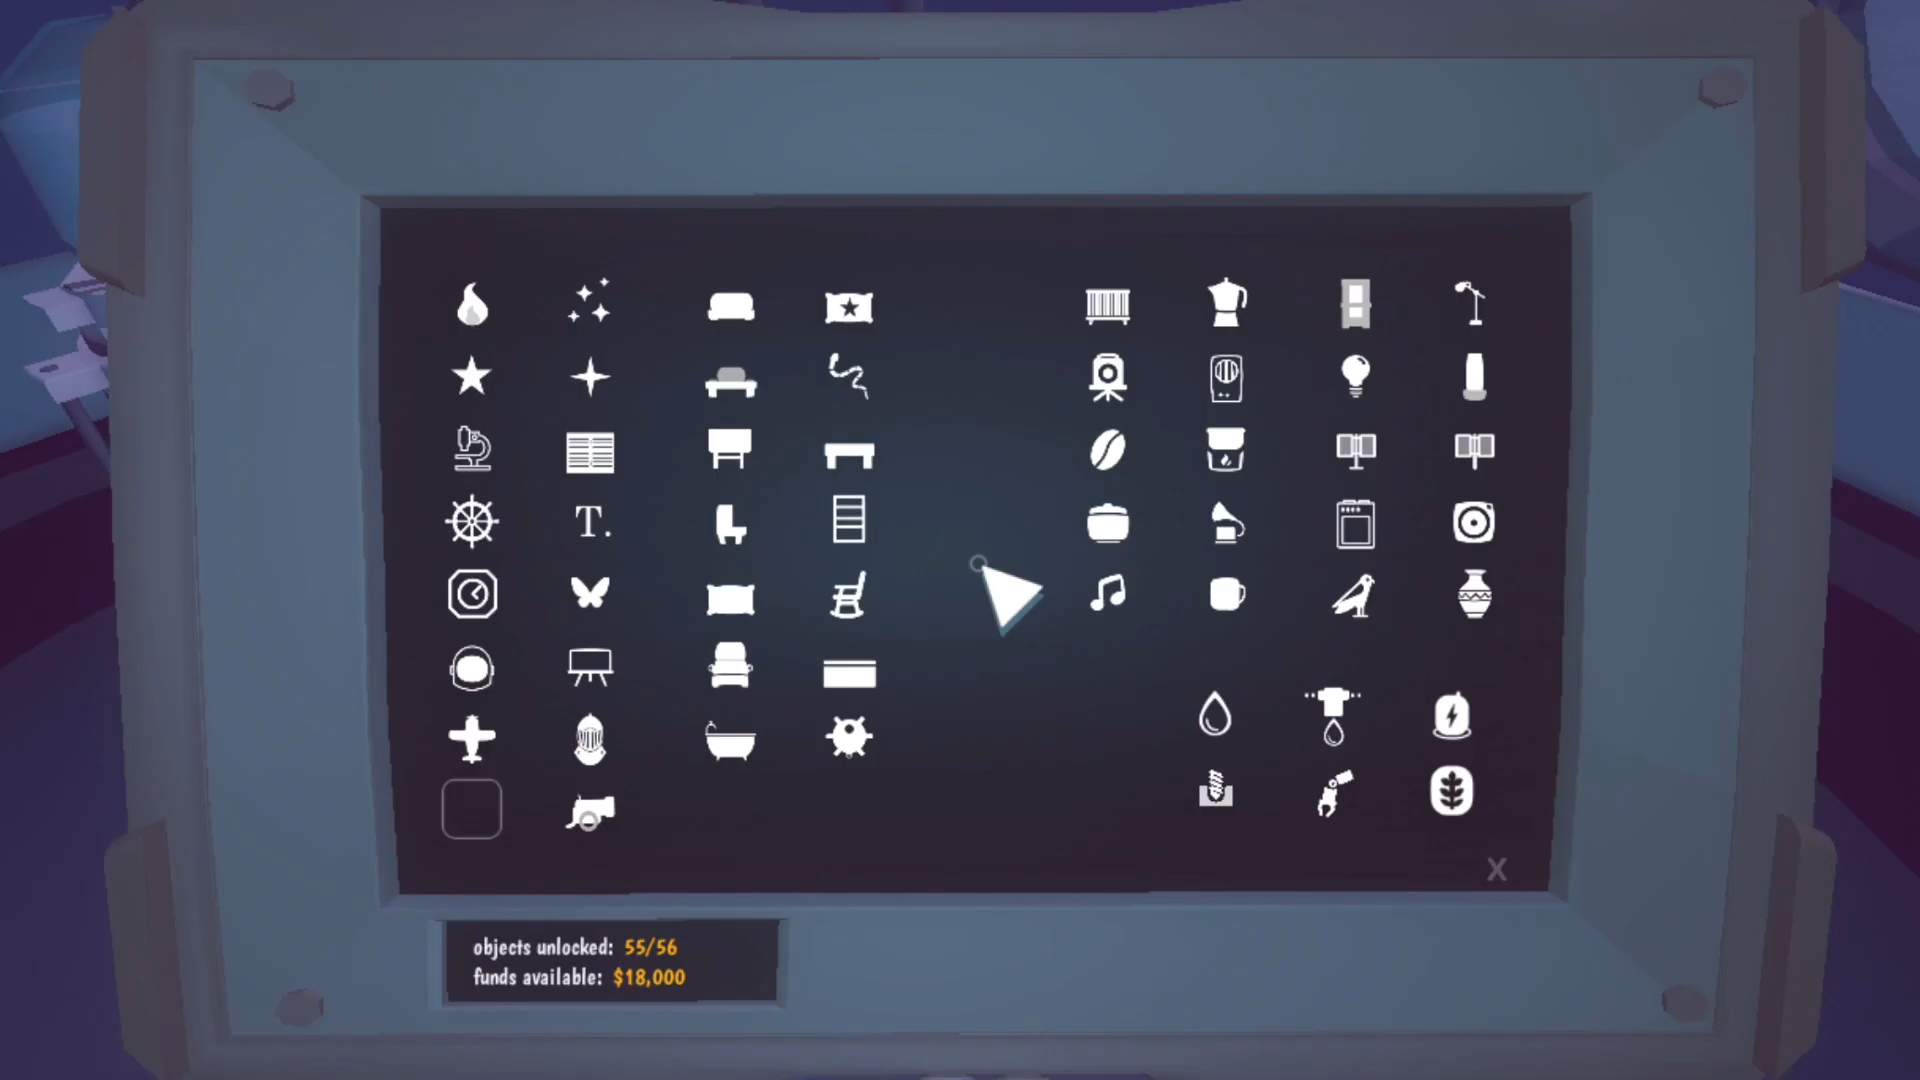 T.
X
objects unlocked: 55/56
funds available: $18,000